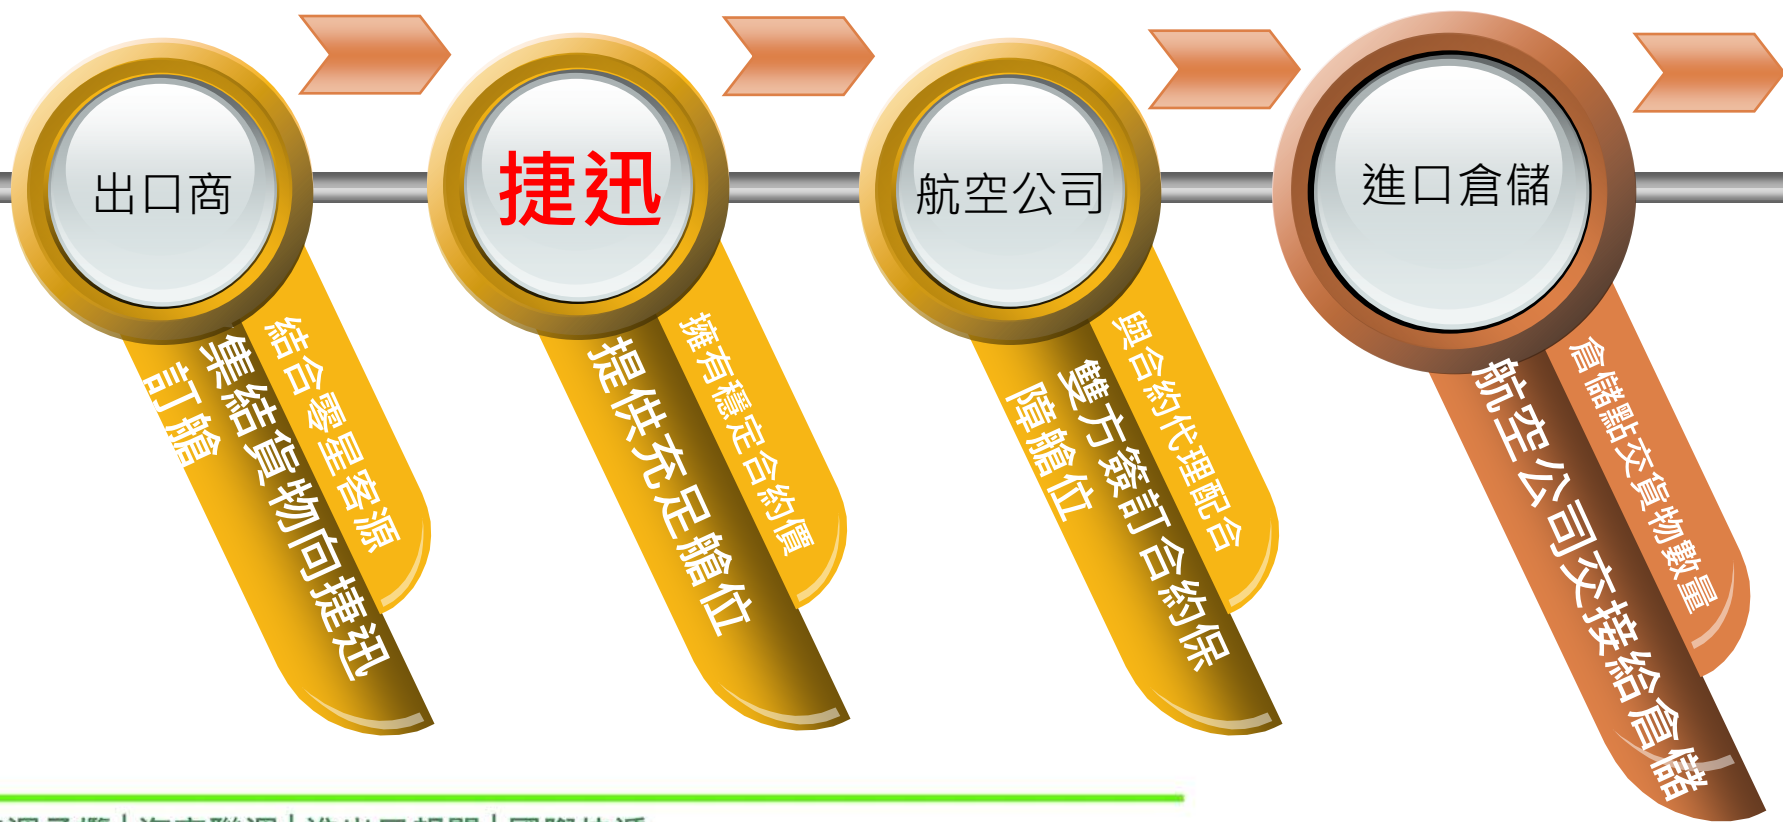 出口商
捷迅
航空公司
進口倉儲
結合零星客源
集結貨物向捷迅
訂艙
擁有穩定合約價
提供充足艙位
與合約代理配合
雙方簽訂合約保
障艙位
倉儲點交貨物數量
航空公司交接給倉儲